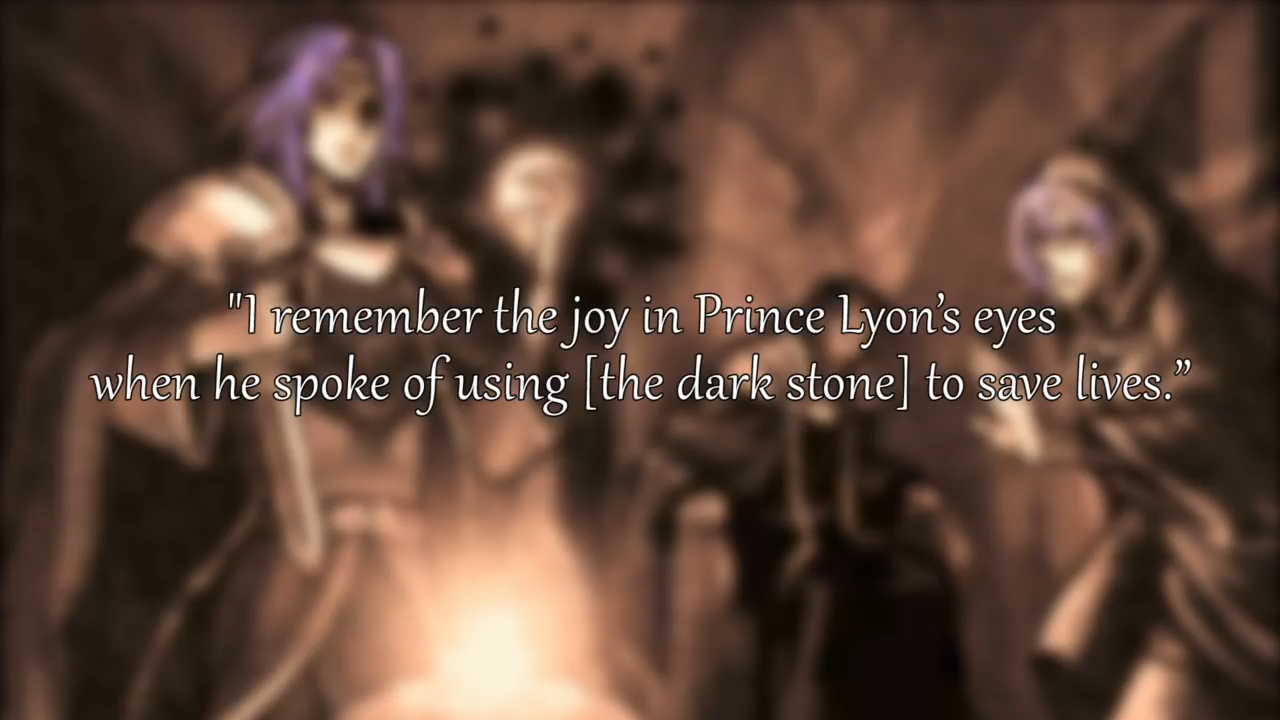 "I remember the joy in Prince Lyon’s eyes
when he spoke of using [the dark stone] to save lives.”